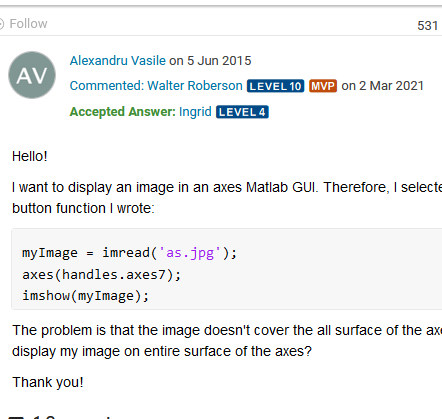 Follow 531
Alexandru Vasile on 5 Jun 2015
AV
Commented: Walter Roberson LEVEL 10 MVP on 2 Mar 2021
Accepted Answer: Ingrid LEVEL 4
Hello!
I want to display an image in an axes Matlab GUI. Therefore, I selecte
button function I wrote:
myImage = imread('as.jpg');
axes(handles.axes7);
imshow(myImage);
The problem is that the image doesn't cover the all surface of the axe
display my image on entire surface of the axes?
Thank you!